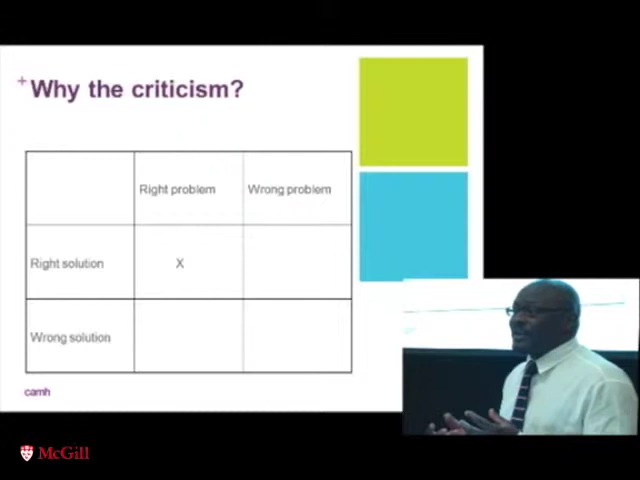 + Why the criticism?
Right problem Wrong problem
Right solution X
Wrong solution
camh
McGill